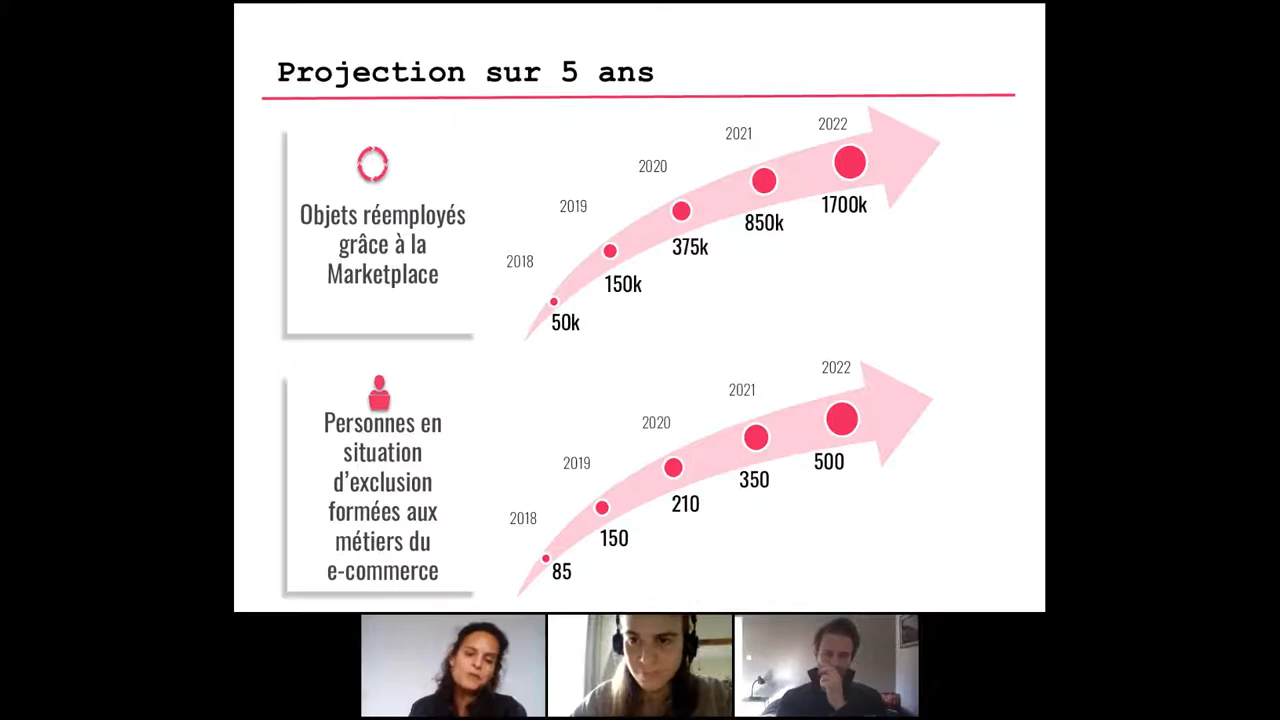 Projection sur 5 ans
Objets réemployés
grâce à la
Marketplace
2018
2019
2020
2021
2022
50k
150k
375k
850k
1700k
Personnes en
situation
d'exclusion
formées aux
métiers du
e-commerce
2018
2019
2020
2021
2022
85
150
210
350
500